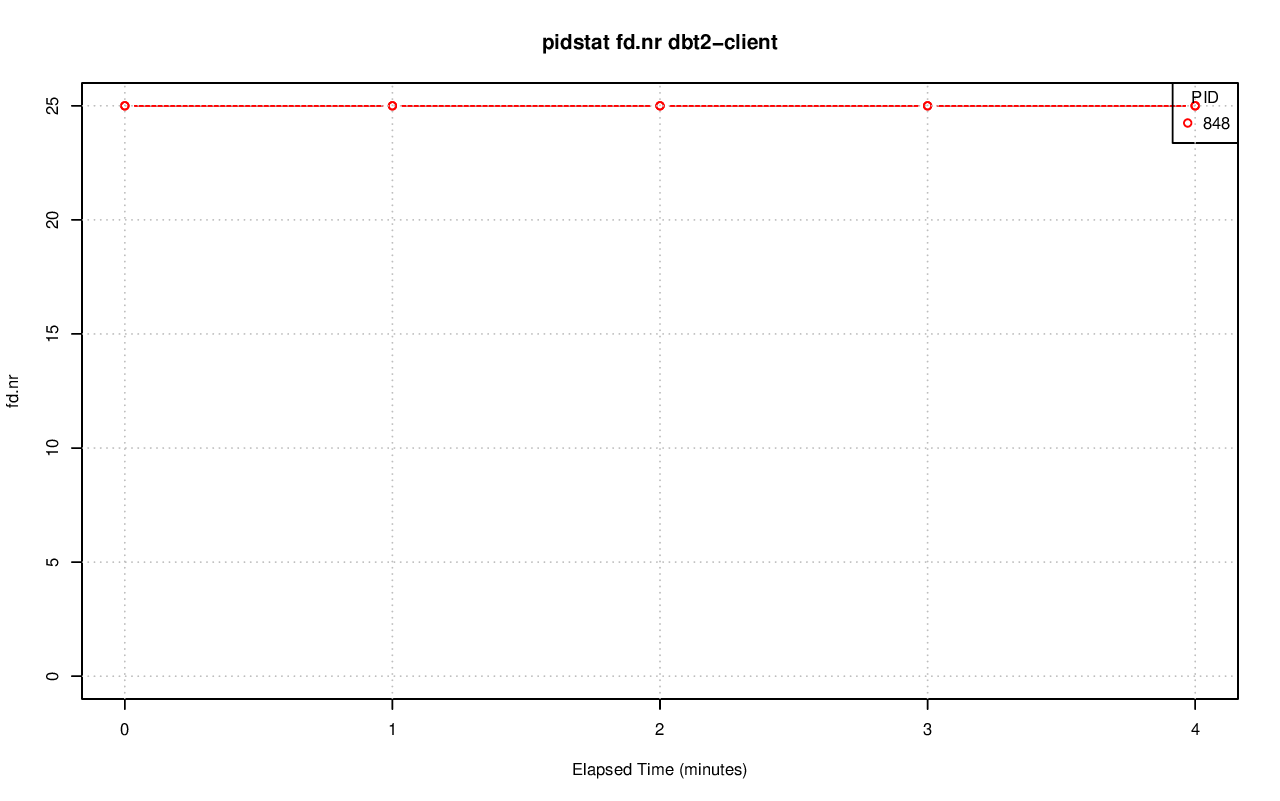 pidstat fd.nr dbt2−client
PID
848
25
20
15
10
5
0
fd.nr
0 1 2 3 4
Elapsed Time (minutes)